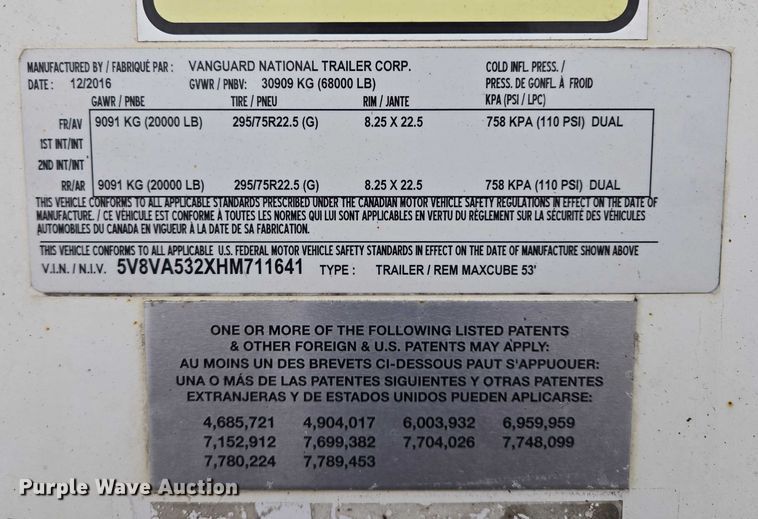 MANUFACTURED BY / FABRIQUÉ PAR : VANGUARD NATIONAL TRAILER CORP. COLD INFL. PRESS. /
DATE : 12/2016 GVWR / PNBV: 30909 KG (68000 LB) PRESS. DE GONFL. À FROID
GAWR / PNBE TIRE / PNEU RIM / JANTE KPA (PSI / LPC)
FR/AV 9091 KG (20000 LB) 295/75R22.5 (G) 8.25 X 22.5 758 KPA (110 PSI) DUAL
1ST INT/INT
2ND INT/INT
RR/AR 9091 KG (20000 LB) 295/75R22.5 (G) 8.25 X 22.5 758 KPA (110 PSI) DUAL
THIS VEHICLE CONFORMS TO ALL APPLICABLE STANDARDS PRESCRIBED UNDER THE CANADIAN MOTOR VEHICLE SAFETY REGULATIONS IN EFFECT ON THE DATE OF
MANUFACTURE. / CE VÉHICULE EST CONFORME À TOUTES LES NORMES QUI LUI SONT APPLICABLES EN VERTU DU RÈGLEMENT SUR LA SÉCURITÉ DES VÉHICULES
AUTOMOBILES DU CANADA EN VIGUEUR À LA DATE DE SA FABRICATION.
THIS VEHICLE CONFORMS TO ALL APPLICABLE U.S. FEDERAL MOTOR VEHICLE SAFETY STANDARDS IN EFFECT ON THE DATE OF MANUFACTURE SHOWN ABOVE
V.I.N. / N.I.V. 5V8VA532XHM711641 TYPE : TRAILER / REM MAXCUBE 53'
ONE OR MORE OF THE FOLLOWING LISTED PATENTS
& OTHER FOREIGN & U.S. PATENTS MAY APPLY:
AU MOINS UN DES BREVETS CI-DESSOUS PAUT S'APPUOUER:
UNA O MÁS DE LAS PATENTES SIGUIENTES Y OTRAS PATENTES
EXTRANJERAS Y DE ESTADOS UNIDOS PUEDEN APLICARSE:
4,685,721 4,904,017 6,003,932 6,959,959
7,152,912 7,699,382 7,704,026 7,748,099
7,780,224 7,789,453
Purple Wave Auction